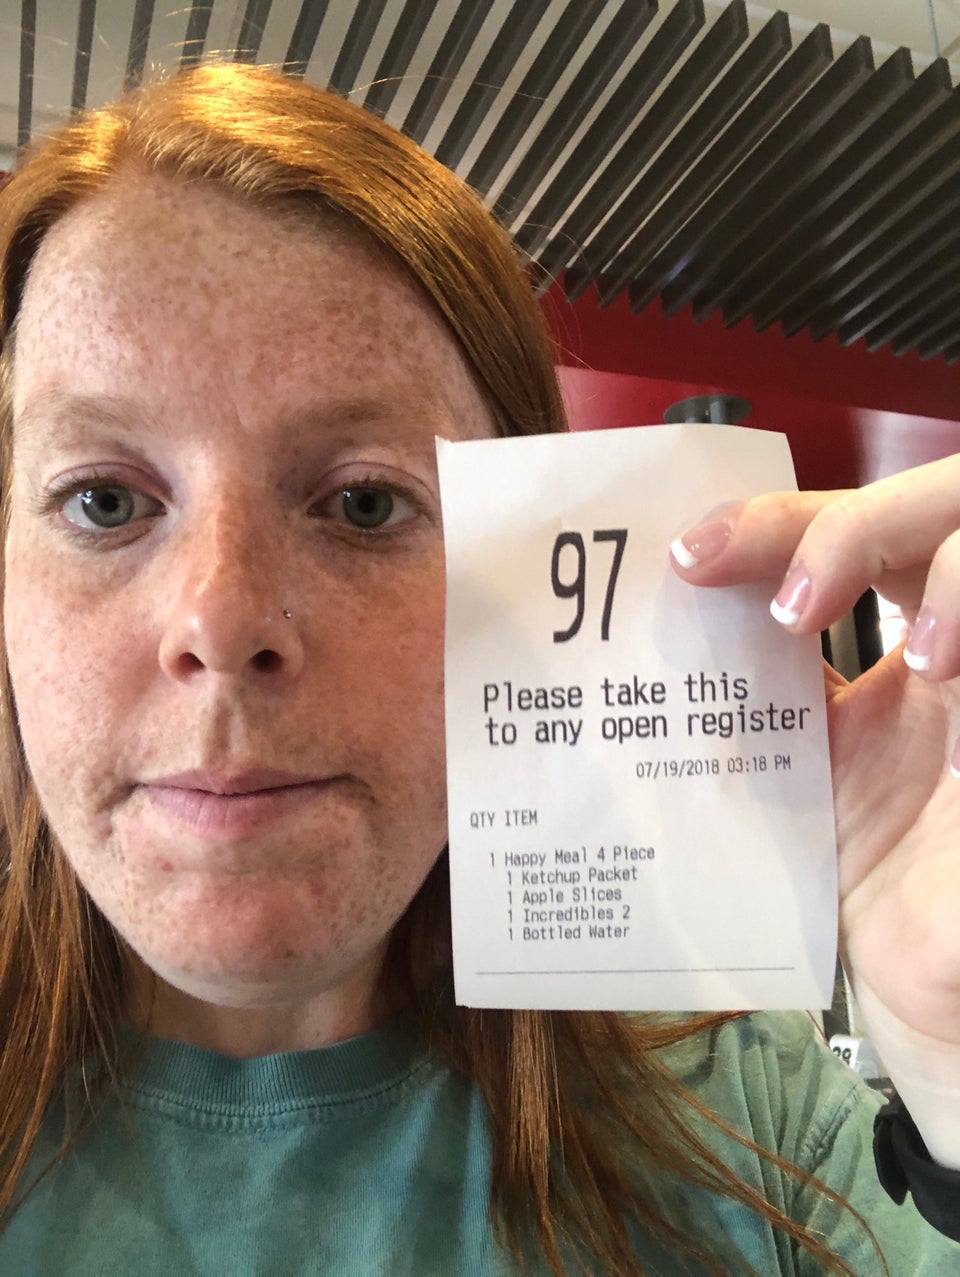 97
Please take this
to any open register
07/19/2018 03:18 PM
QTY ITEM
1 Happy Meal 4 Piece
1 Ketchup Packet
1 Apple Slices
1 Incredibles 2
1 Bottled Water
29